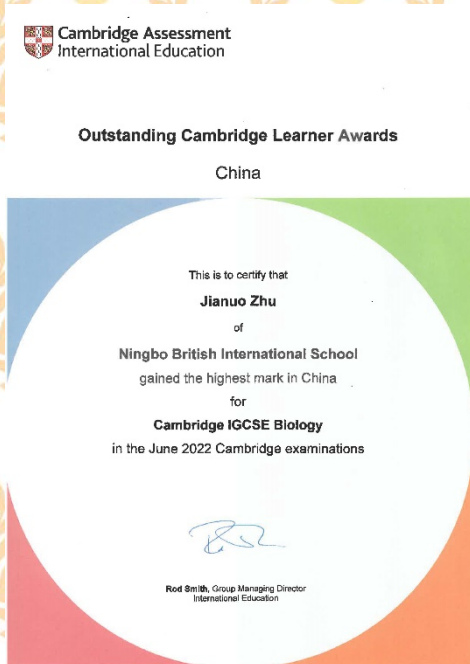 Cambridge Assessment
International Education
Outstanding Cambridge Learner Awards
China
This is to certify that
Jianuo Zhu
of
Ningbo British International School
gained the highest mark in China
for
Cambridge IGCSE Biology
in the June 2022 Cambridge examinations
Rod Smith, Group Managing Director
International Education